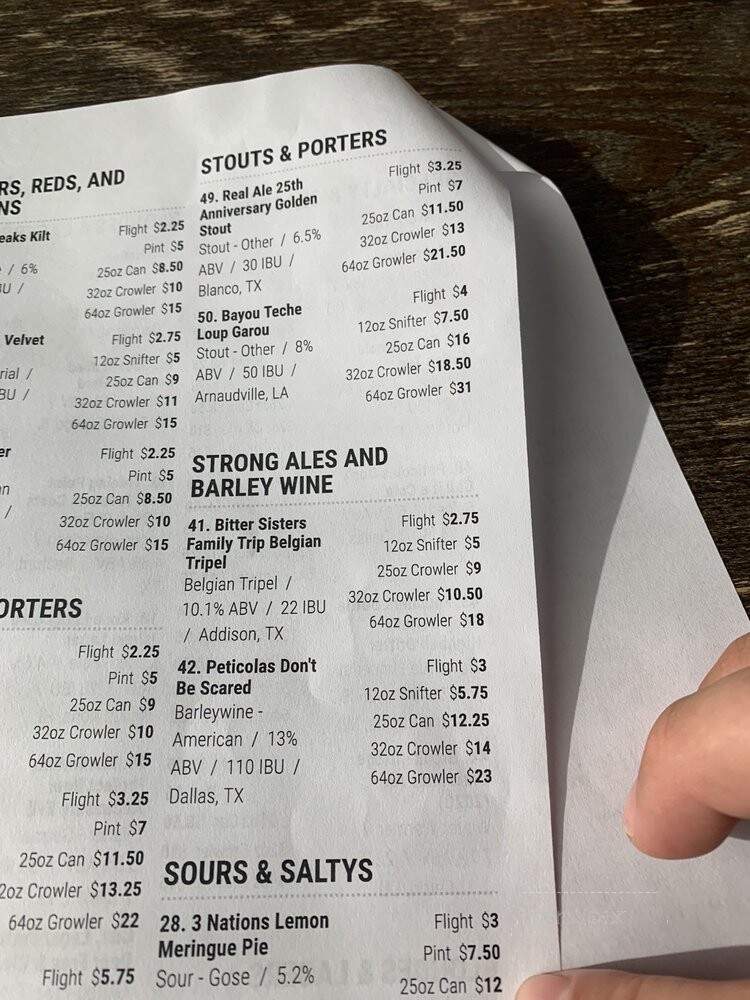 RS, REDS, AND
NS
eaks Kilt
/ 6%
U /
Flight $2.25
Pint $5
25oz Can $8.50
32oz Crowler $10
64oz Growler $15
Velvet
rial /
BU /
Flight $2.75
12oz Snifter $5
25oz Can $9
32oz Crowler $11
64oz Growler $15
er
n
/
Flight $2.25
Pint $5
25oz Can $8.50
32oz Crowler $10
64oz Growler $15
ORTERS
Flight $2.25
Pint $5
25oz Can $9
32oz Crowler $10
64oz Growler $15
Flight $3.25
Pint $7
25oz Can $11.50
2oz Crowler $13.25
64oz Growler $22
Flight $5.75
STOUTS & PORTERS
49. Real Ale 25th
Anniversary Golden
Stout
Stout - Other / 6.5%
ABV / 30 IBU /
Blanco, TX
Flight $3.25
Pint $7
25oz Can $11.50
32oz Crowler $13
64oz Growler $21.50
50. Bayou Teche
Loup Garou
Stout - Other / 8%
ABV / 50 IBU /
Arnaudville, LA
Flight $4
12oz Snifter $7.50
25oz Can $16
32oz Crowler $18.50
64oz Growler $31
STRONG ALES AND
BARLEY WINE
41. Bitter Sisters
Family Trip Belgian
Tripel
Belgian Tripel /
10.1% ABV / 22 IBU
/ Addison, TX
Flight $2.75
12oz Snifter $5
25oz Crowler $9
32oz Crowler $10.50
64oz Growler $18
42. Peticolas Don't
Be Scared
Barleywine -
American / 13%
ABV / 110 IBU /
Dallas, TX
Flight $3
12oz Snifter $5.75
25oz Can $12.25
32oz Crowler $14
64oz Growler $23
SOURS & SALTYS
28. 3 Nations Lemon
Meringue Pie
Sour - Gose / 5.2%
Flight $3
Pint $7.50
25oz Can $12